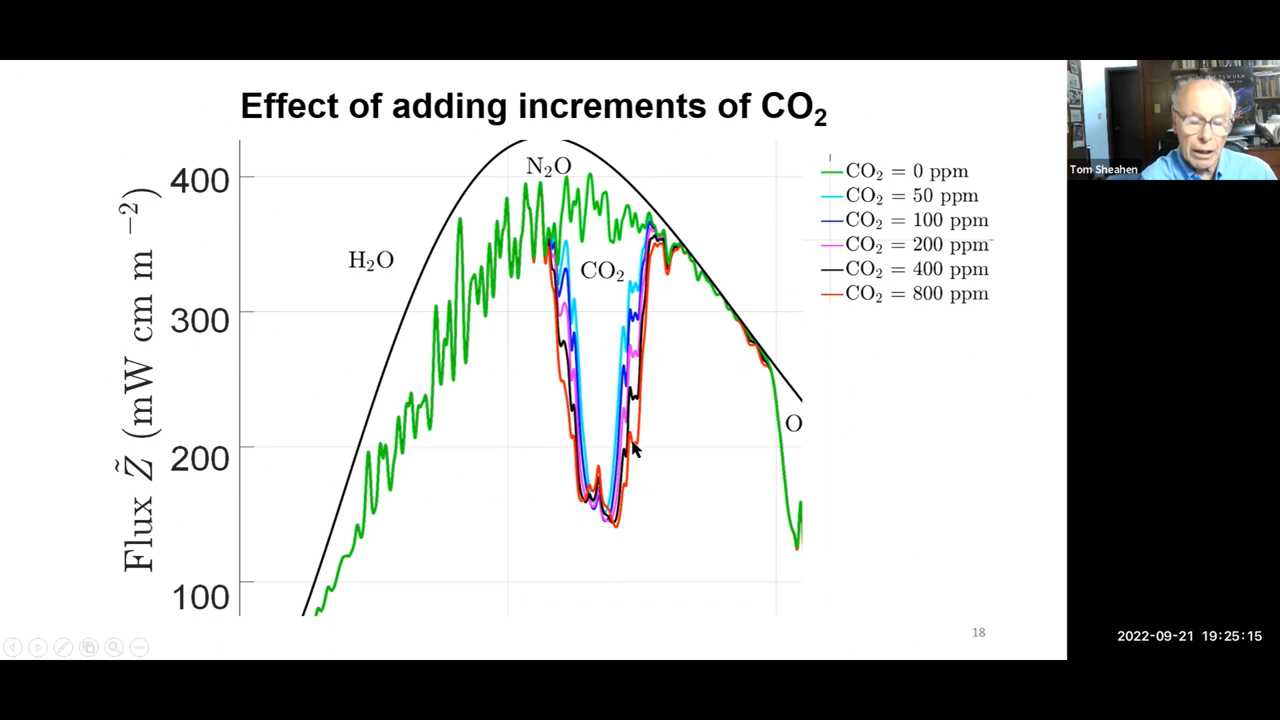 Effect of adding increments of CO₂
Tom Sheahen
N₂O
H₂O
CO₂
O
400
300
200
100
Flux Z̃ (mW cm m⁻²)
CO₂ = 0 ppm
CO₂ = 50 ppm
CO₂ = 100 ppm
CO₂ = 200 ppm
CO₂ = 400 ppm
CO₂ = 800 ppm
18
2022-09-21 19:25:15